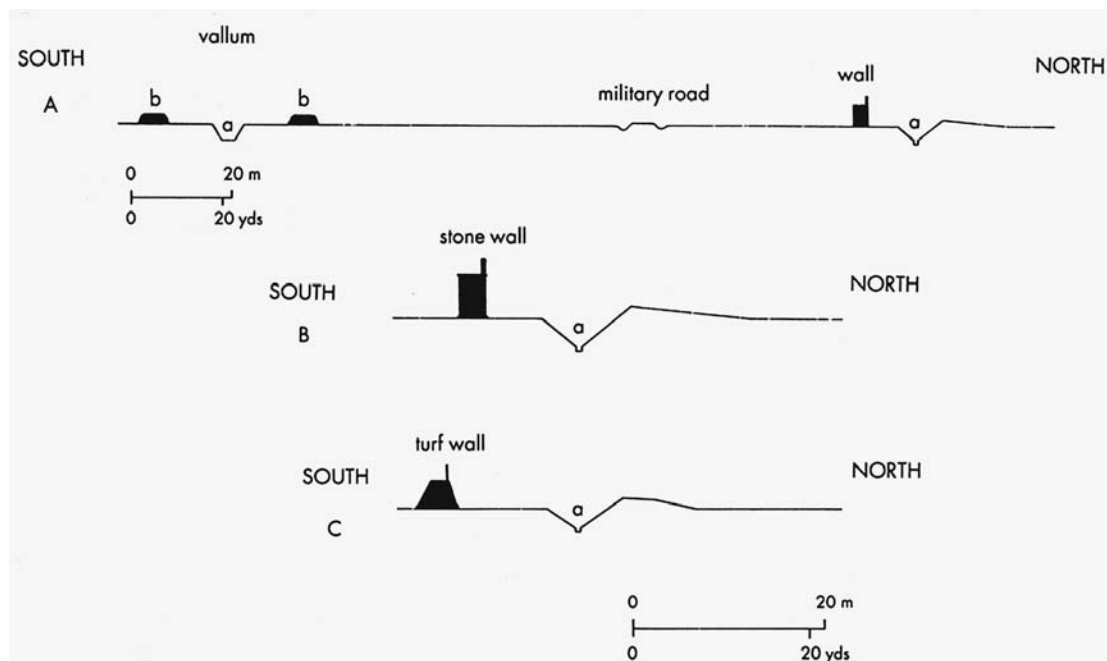 vallum
SOUTH
wall
NORTH
A
b
b
military road
a
a
0 20 m
0 20 yds
stone wall
SOUTH
NORTH
B
a
turf wall
SOUTH
NORTH
C
a
0 20 m
0 20 yds